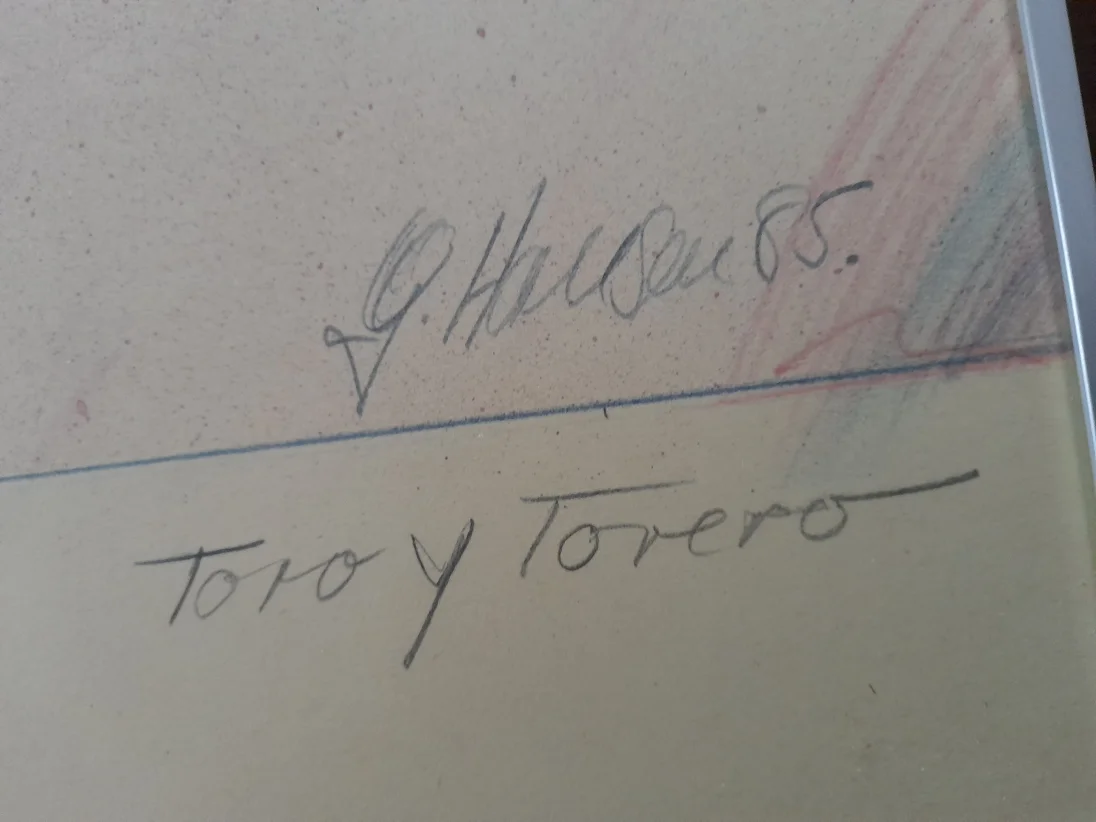 G. Hansen 85.
Toro y Torero